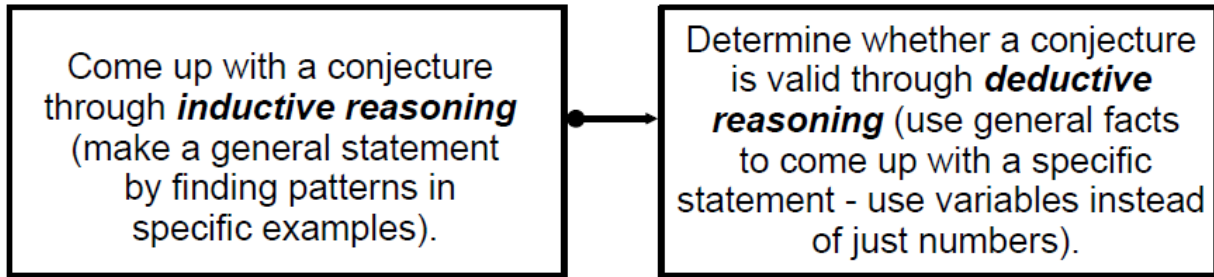 Come up with a conjecture
through inductive reasoning
(make a general statement
by finding patterns in
specific examples).
Determine whether a conjecture
is valid through deductive
reasoning (use general facts
to come up with a specific
statement - use variables instead
of just numbers).